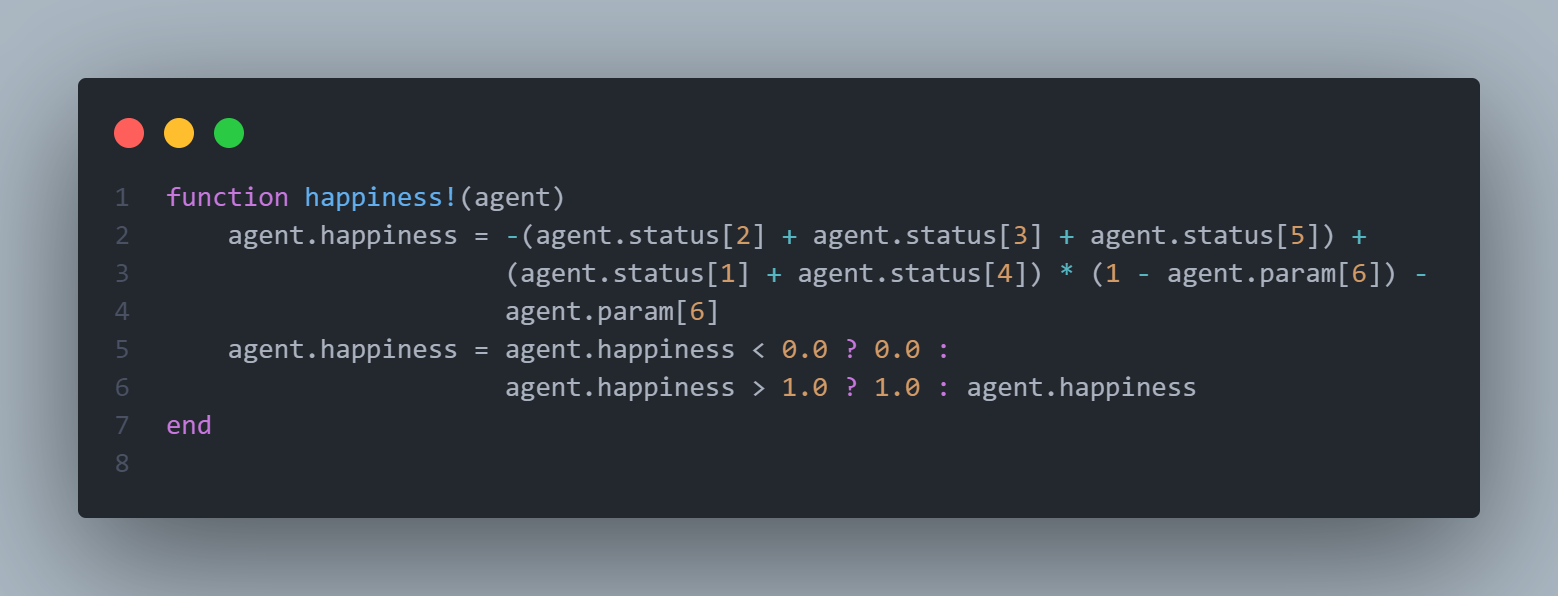 1 function happiness!(agent)
2     agent.happiness = -(agent.status[2] + agent.status[3] + agent.status[5]) +
3                       (agent.status[1] + agent.status[4]) * (1 - agent.param[6]) -
4                       agent.param[6]
5     agent.happiness = agent.happiness < 0.0 ? 0.0 :
6                       agent.happiness > 1.0 ? 1.0 : agent.happiness
7 end
8